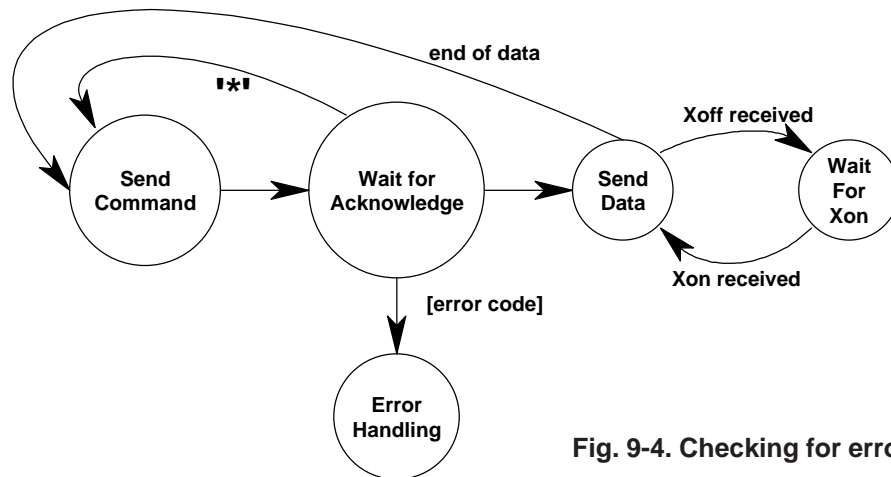 end of data
'*'
Xoff received
Send
Command
Wait for
Acknowledge
Send
Data
Wait
For
Xon
Xon received
[error code]
Error
Handling
Fig. 9-4. Checking for erro